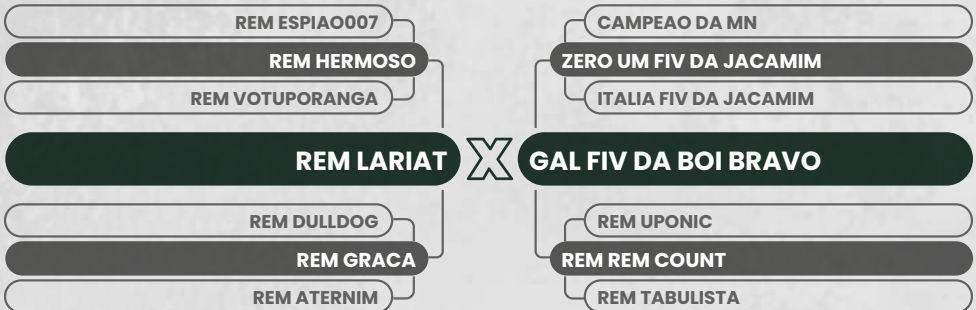 REM ESPIAO007
REM HERMOSO
REM VOTUPORANGA
REM LARIAT
REM DULLDOG
REM GRACA
REM ATERNIM
X
CAMPEAO DA MN
ZERO UM FIV DA JACAMIM
ITALIA FIV DA JACAMIM
GAL FIV DA BOI BRAVO
REM UPONIC
REM REM COUNT
REM TABULISTA